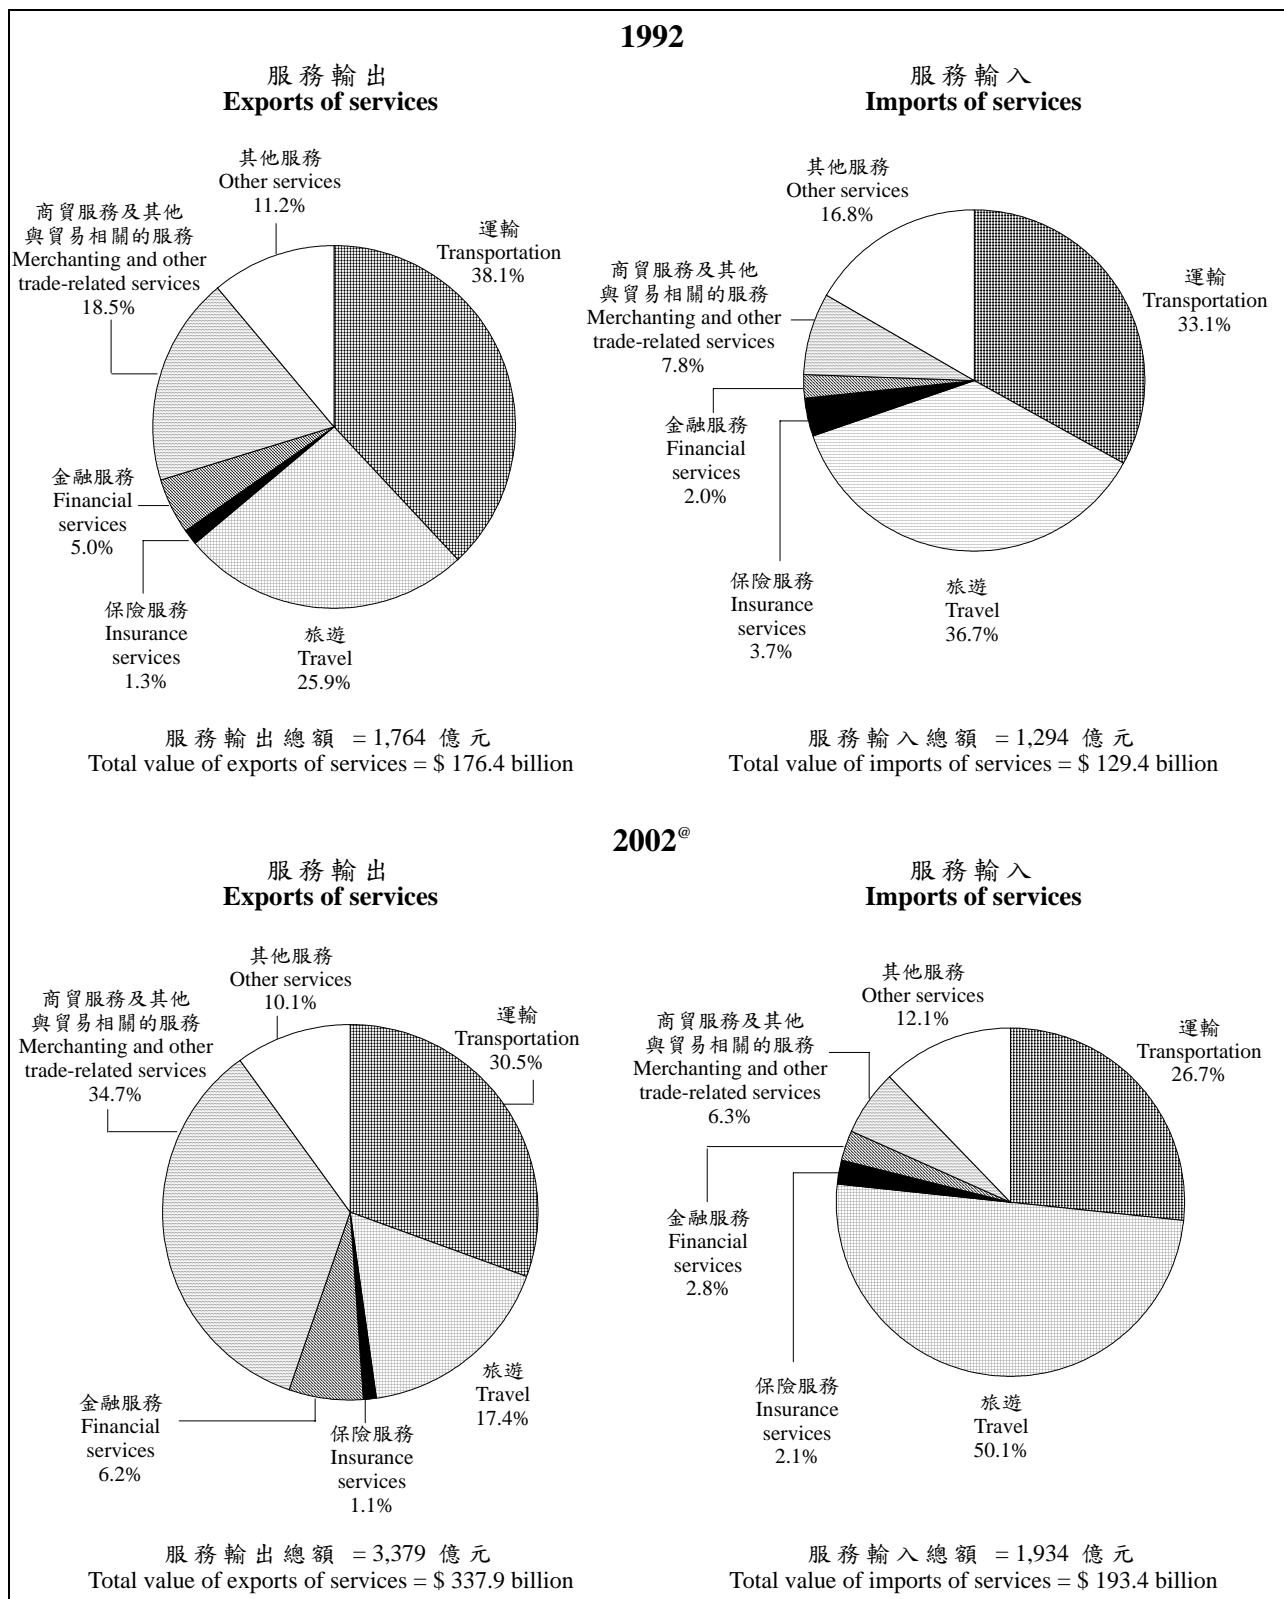 1992
服務輸出
Exports of services
其他服務
Other services
11.2%
商貿服務及其他
與貿易相關的服務
Merchanting and other
trade-related services
18.5%
運輸
Transportation
38.1%
金融服務
Financial
services
5.0%
保險服務
Insurance
services
1.3%
旅遊
Travel
25.9%
服務輸出總額 = 1,764 億元
Total value of exports of services = $ 176.4 billion
服務輸入
Imports of services
其他服務
Other services
16.8%
商貿服務及其他
與貿易相關的服務
Merchanting and other
trade-related services
7.8%
運輸
Transportation
33.1%
金融服務
Financial
services
2.0%
保險服務
Insurance
services
3.7%
旅遊
Travel
36.7%
服務輸入總額 = 1,294 億元
Total value of imports of services = $ 129.4 billion
2002@
服務輸出
Exports of services
其他服務
Other services
10.1%
商貿服務及其他
與貿易相關的服務
Merchanting and other
trade-related services
34.7%
運輸
Transportation
30.5%
金融服務
Financial
services
6.2%
保險服務
Insurance
services
1.1%
旅遊
Travel
17.4%
服務輸出總額 = 3,379 億元
Total value of exports of services = $ 337.9 billion
服務輸入
Imports of services
其他服務
Other services
12.1%
商貿服務及其他
與貿易相關的服務
Merchanting and other
trade-related services
6.3%
運輸
Transportation
26.7%
金融服務
Financial
services
2.8%
保險服務
Insurance
services
2.1%
旅遊
Travel
50.1%
服務輸入總額 = 1,934 億元
Total value of imports of services = $ 193.4 billion